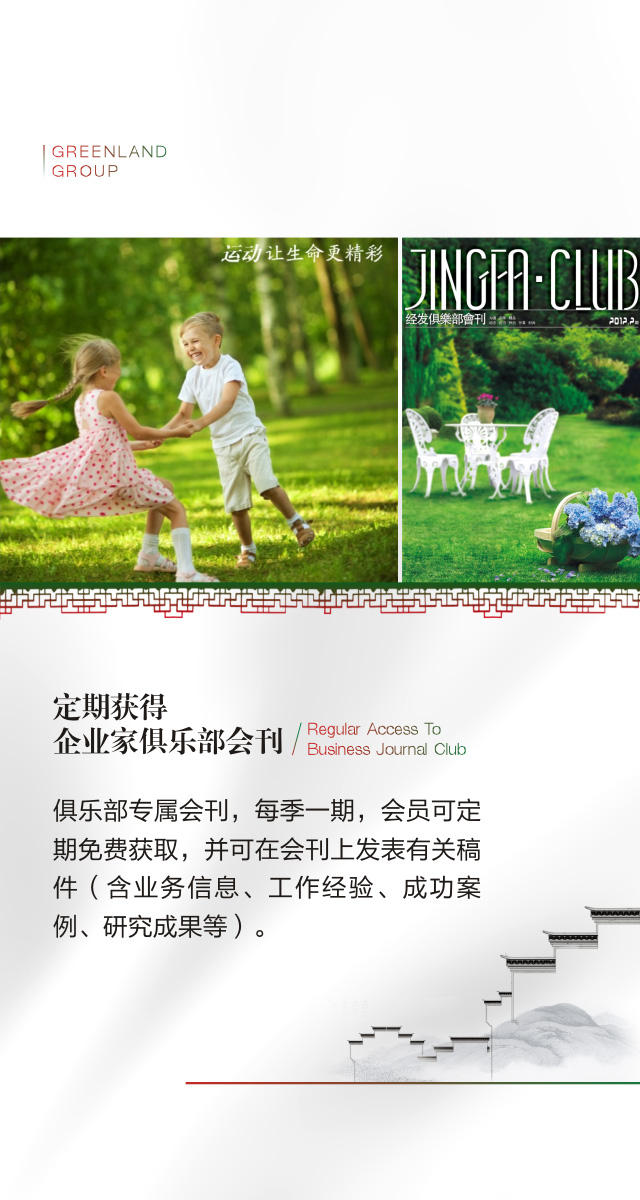 GREENLAND
GROUP
运动 让生命更精彩
JINGFA·CLUB
经发俱樂部會刊
定期获得
企业家俱乐部会刊
Regular Access To
Business Journal Club
俱乐部专属会刊，每季一期，会员可定
期免费获取，并可在会刊上发表有关稿
件（含业务信息、工作经验、成功案
例、研究成果等）。